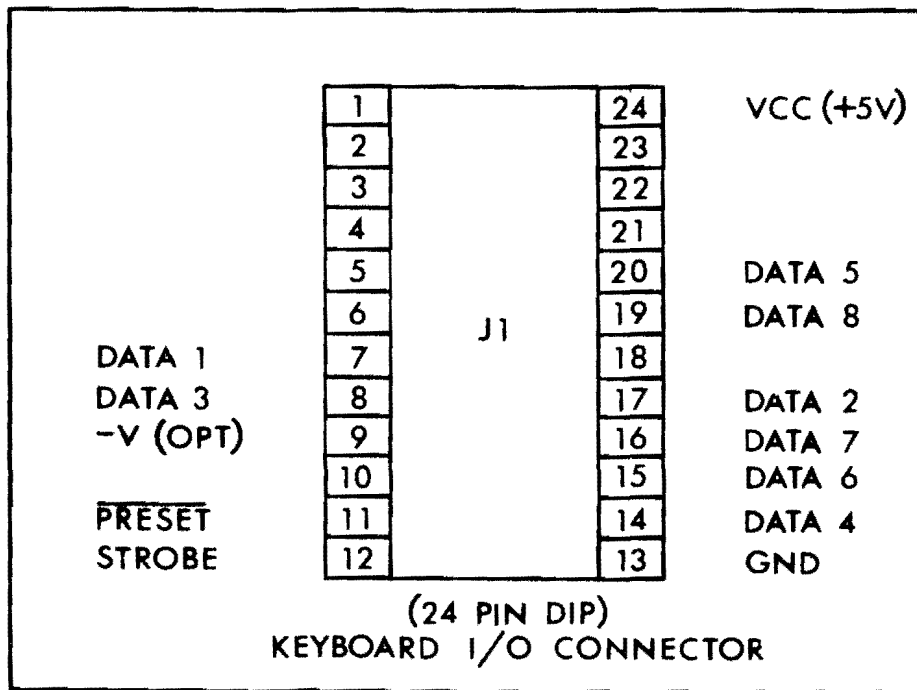 1 24 VCC (+5V)
2 23
3 22
4 21
5 20 DATA 5
6 19 DATA 8
J1
DATA 1 7 18
DATA 3 8 17 DATA 2
-V (OPT) 9 16 DATA 7
10 15 DATA 6
PRESET 11 14 DATA 4
STROBE 12 13 GND
(24 PIN DIP)
KEYBOARD I/O CONNECTOR